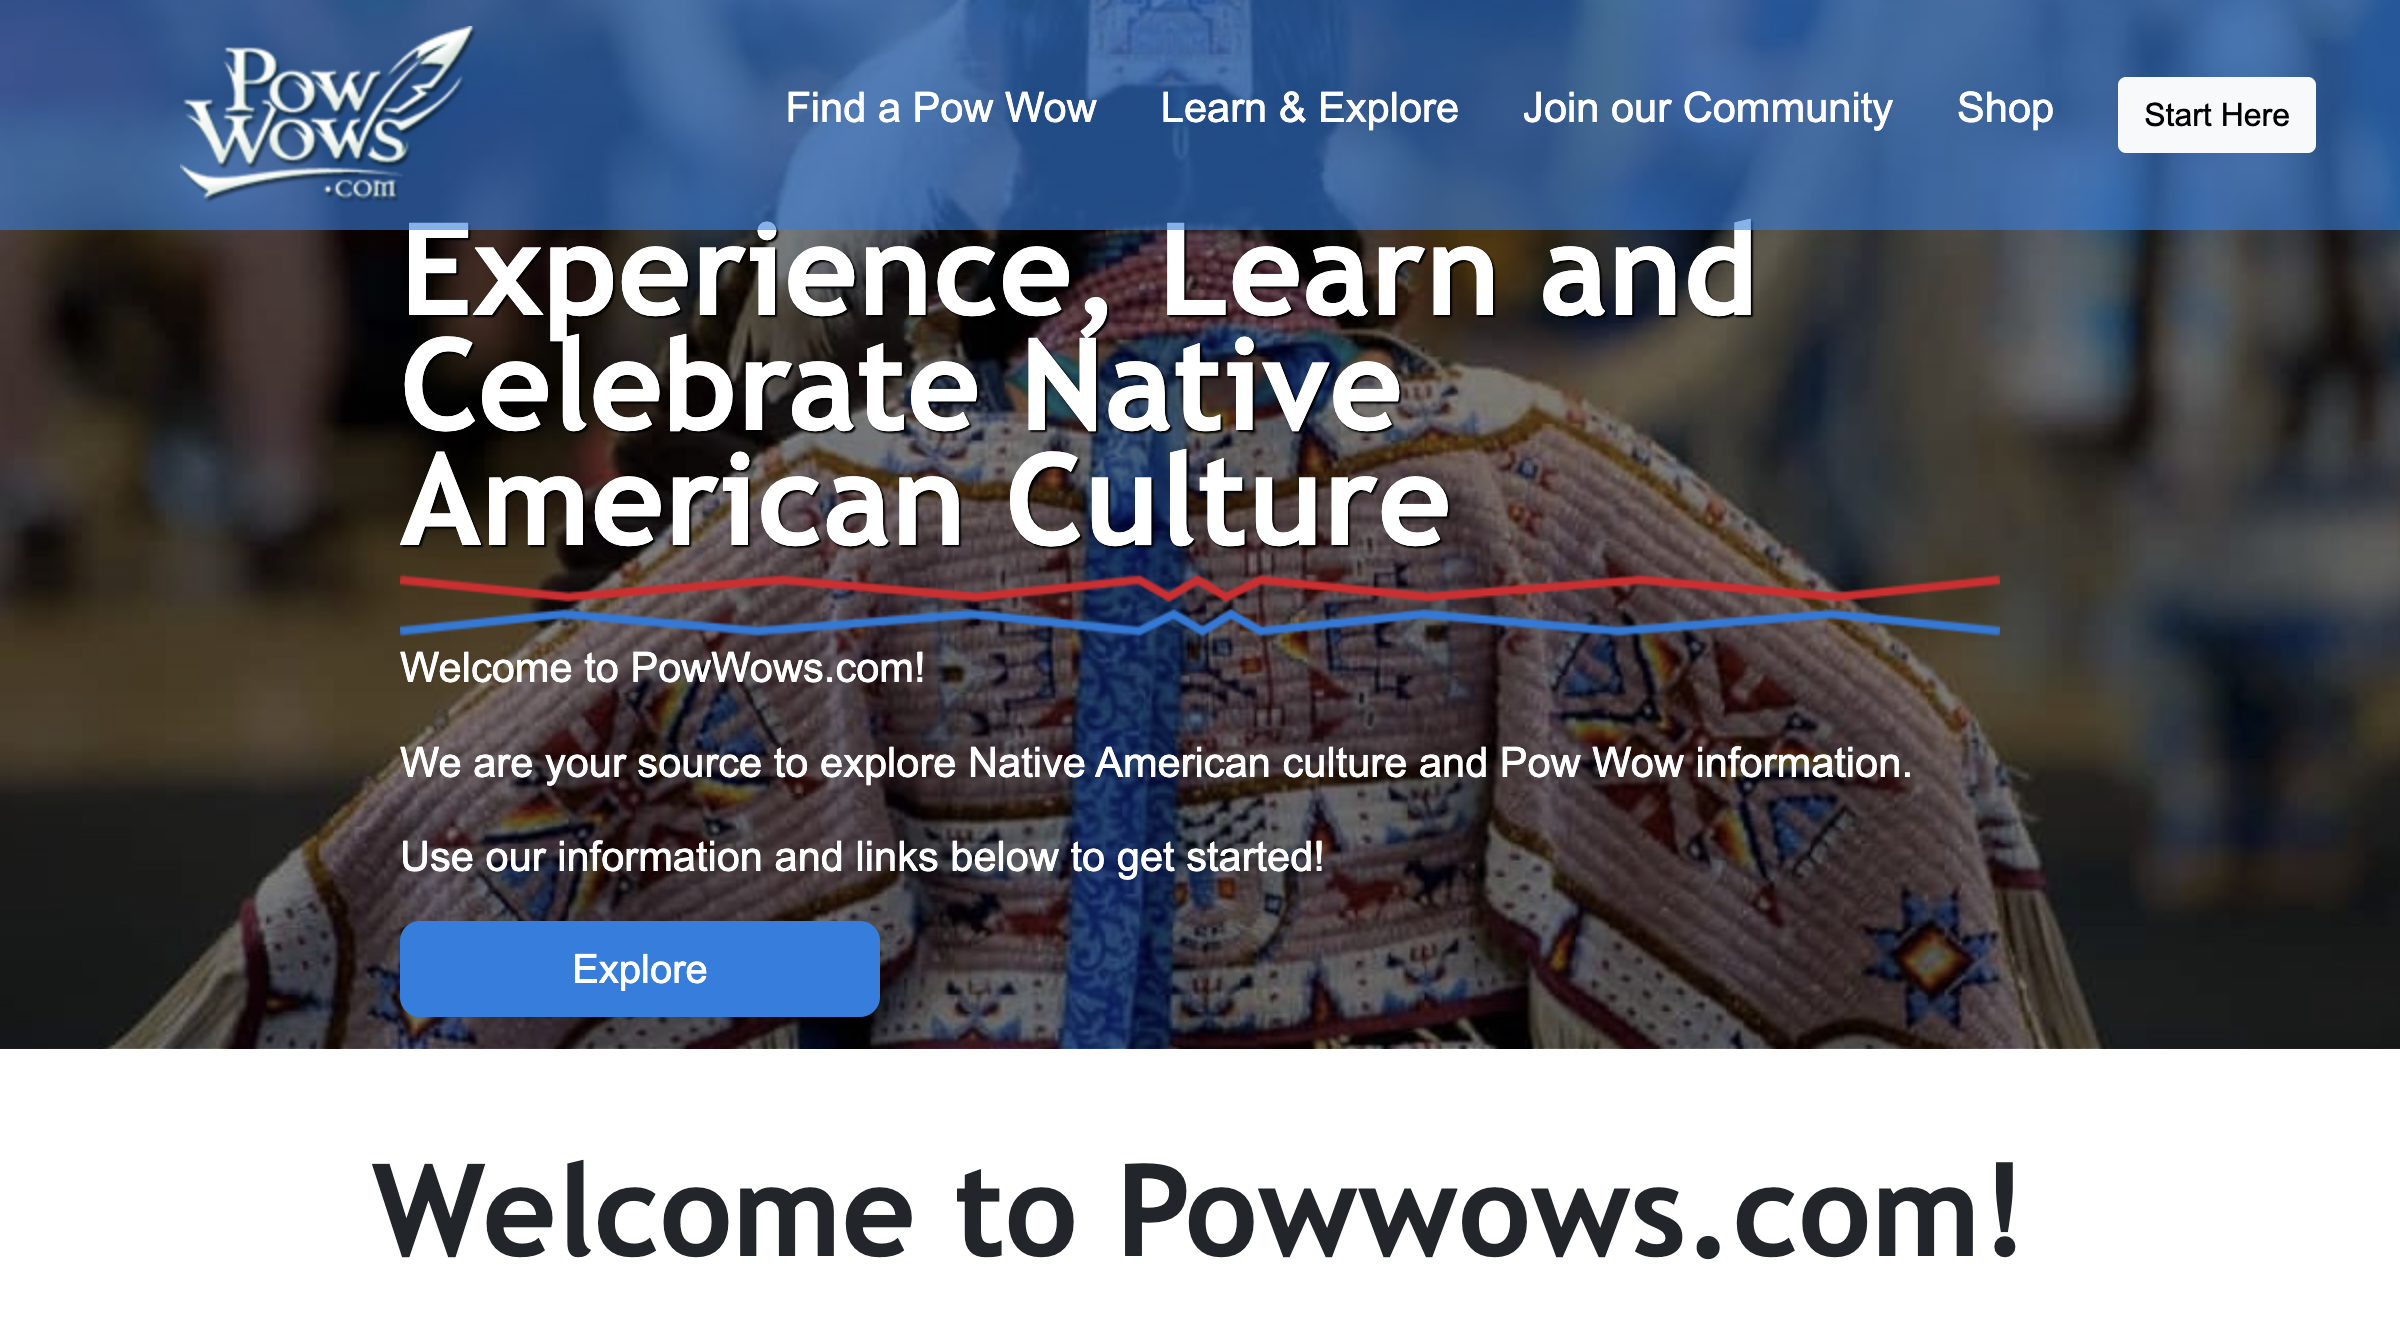 Pow
Wows
.com
Find a Pow Wow
Learn & Explore
Join our Community
Shop
Start Here
Experience, Learn and
Celebrate Native
American Culture
Welcome to PowWows.com!
We are your source to explore Native American culture and Pow Wow information.
Use our information and links below to get started!
Explore
Welcome to Powwows.com!